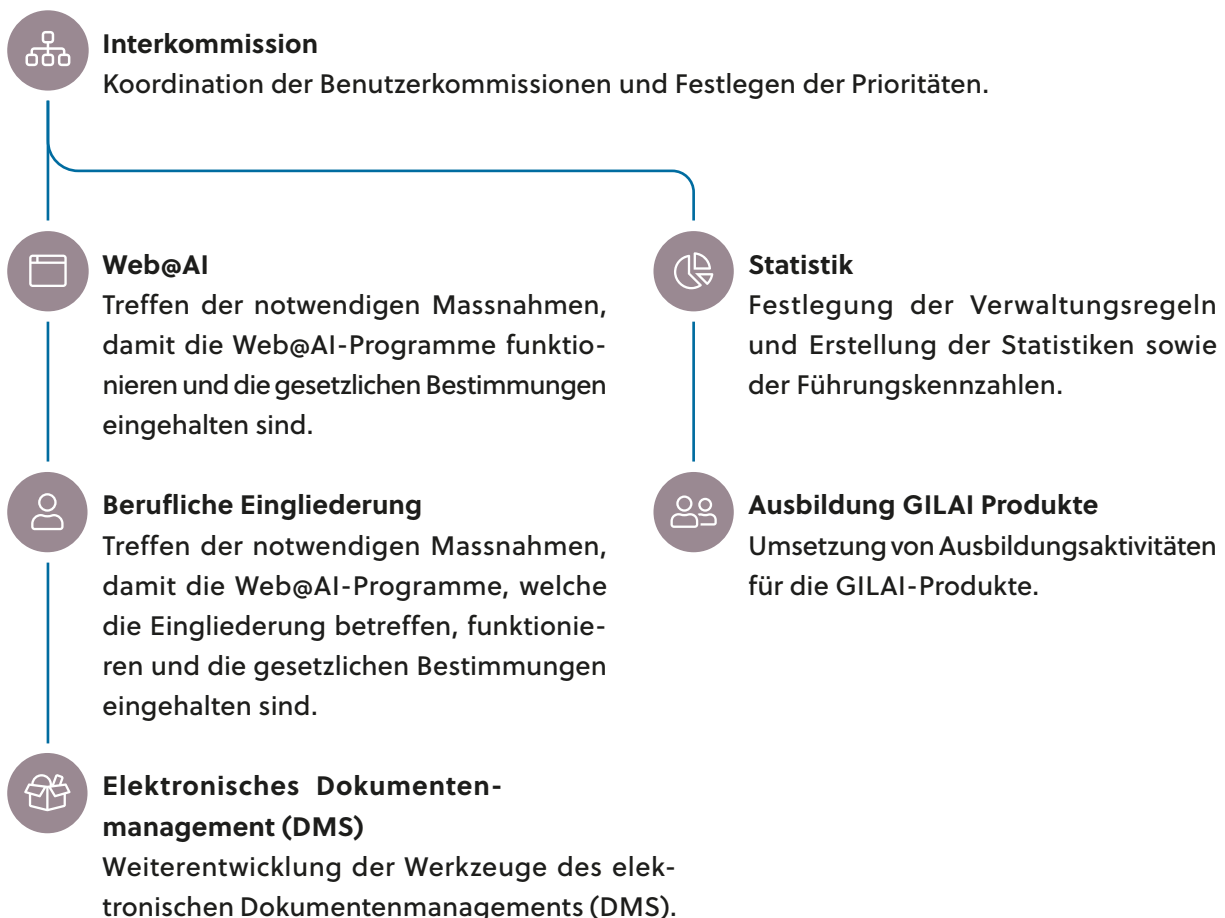 Interkommission
Koordination der Benutzerkommissionen und Festlegen der Prioritäten.
Web@AI
Treffen der notwendigen Massnahmen,
damit die Web@AI-Programme funktio-
nieren und die gesetzlichen Bestimmungen
eingehalten sind.
Berufliche Eingliederung
Treffen der notwendigen Massnahmen,
damit die Web@AI-Programme, welche
die Eingliederung betreffen, funktionie-
ren und die gesetzlichen Bestimmungen
eingehalten sind.
Elektronisches Dokumenten-
management (DMS)
Weiterentwicklung der Werkzeuge des elek-
tronischen Dokumentenmanagements (DMS).
Statistik
Festlegung der Verwaltungsregeln
und Erstellung der Statistiken sowie
der Führungskennzahlen.
Ausbildung GILAI Produkte
Umsetzung von Ausbildungsaktivitäten
für die GILAI-Produkte.